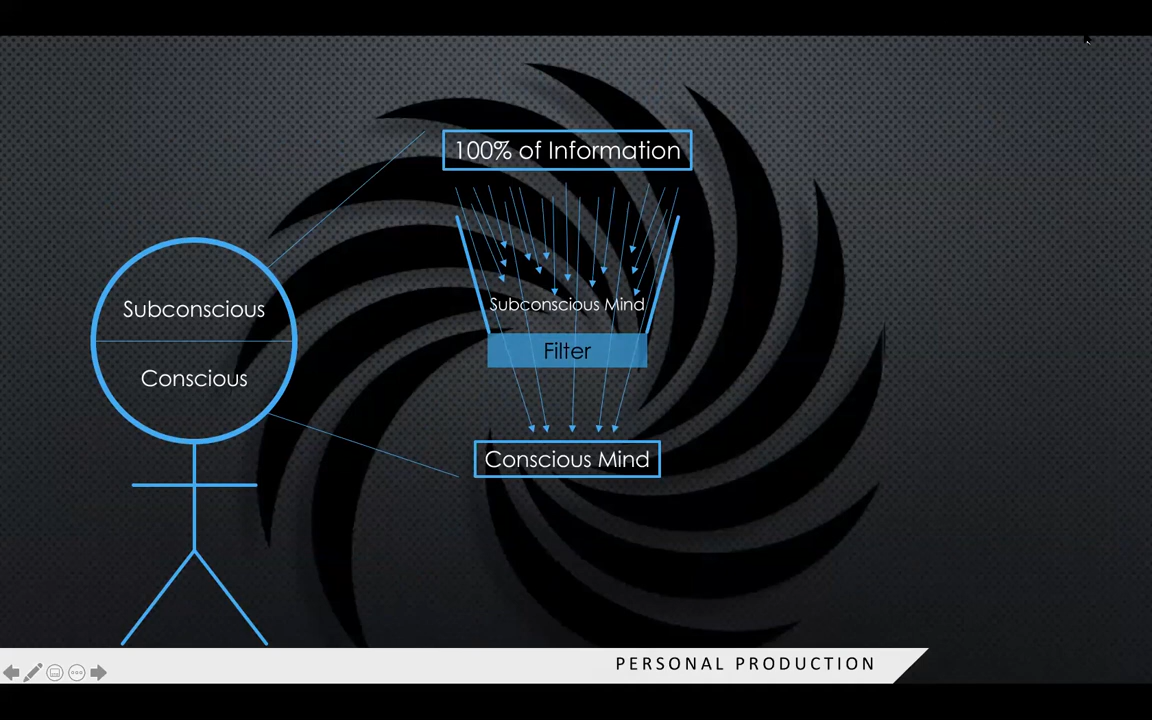 100% of Information
Subconscious
Conscious
Subconscious Mind
Filter
Conscious Mind
PERSONAL PRODUCTION